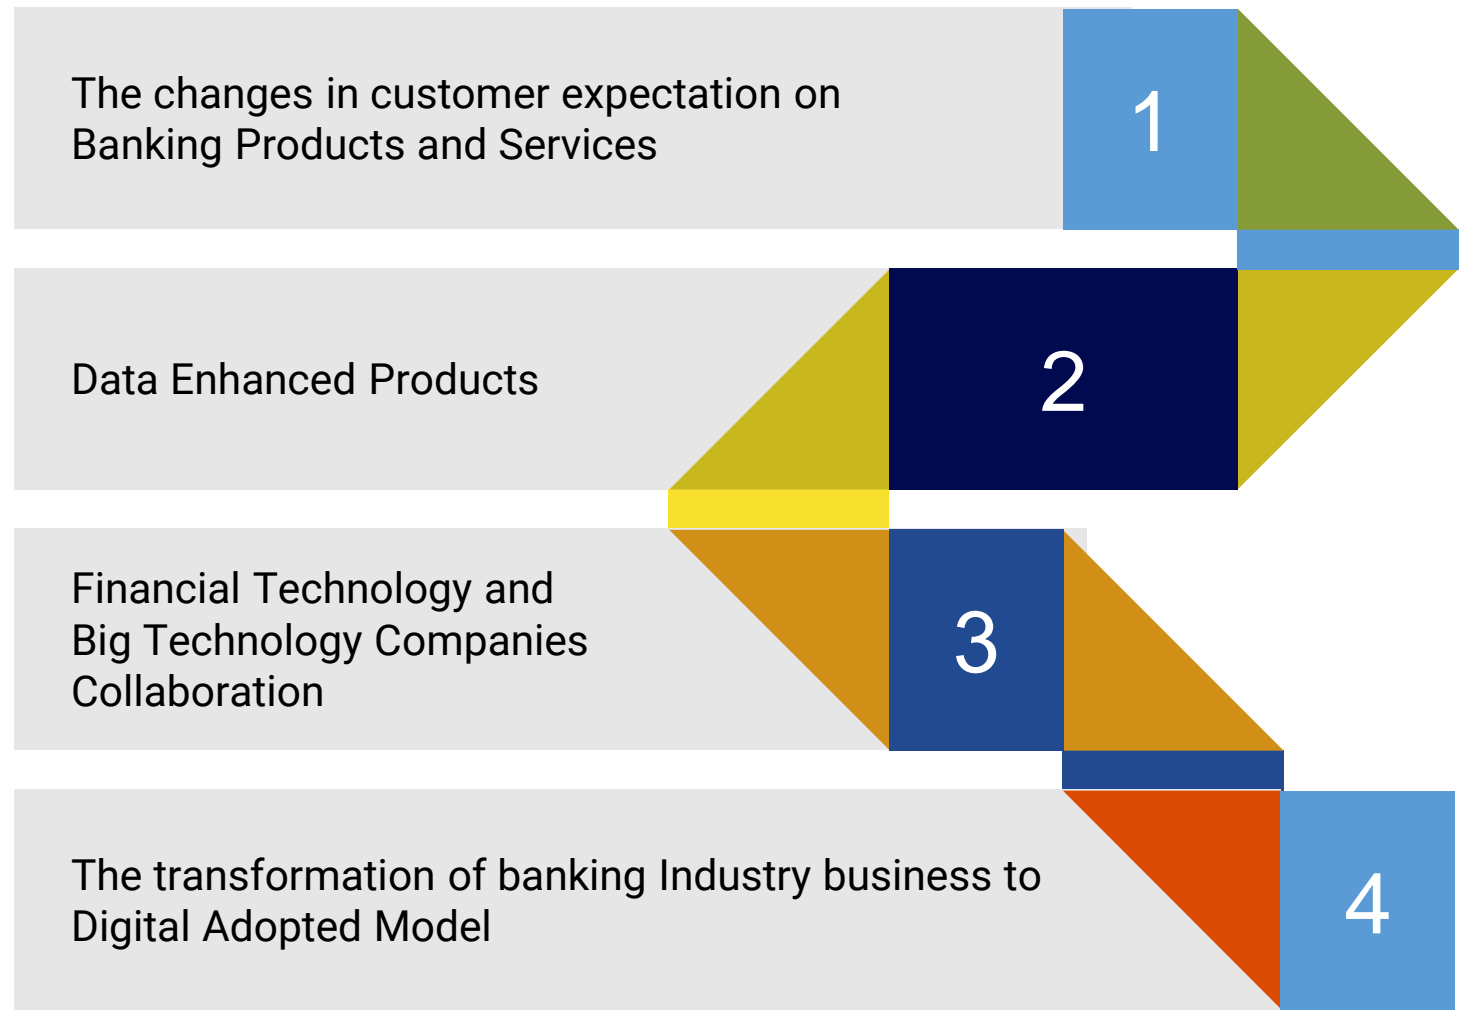 The changes in customer expectation on
Banking Products and Services
1
Data Enhanced Products
2
Financial Technology and
Big Technology Companies
Collaboration
3
The transformation of banking Industry business to
Digital Adopted Model
4